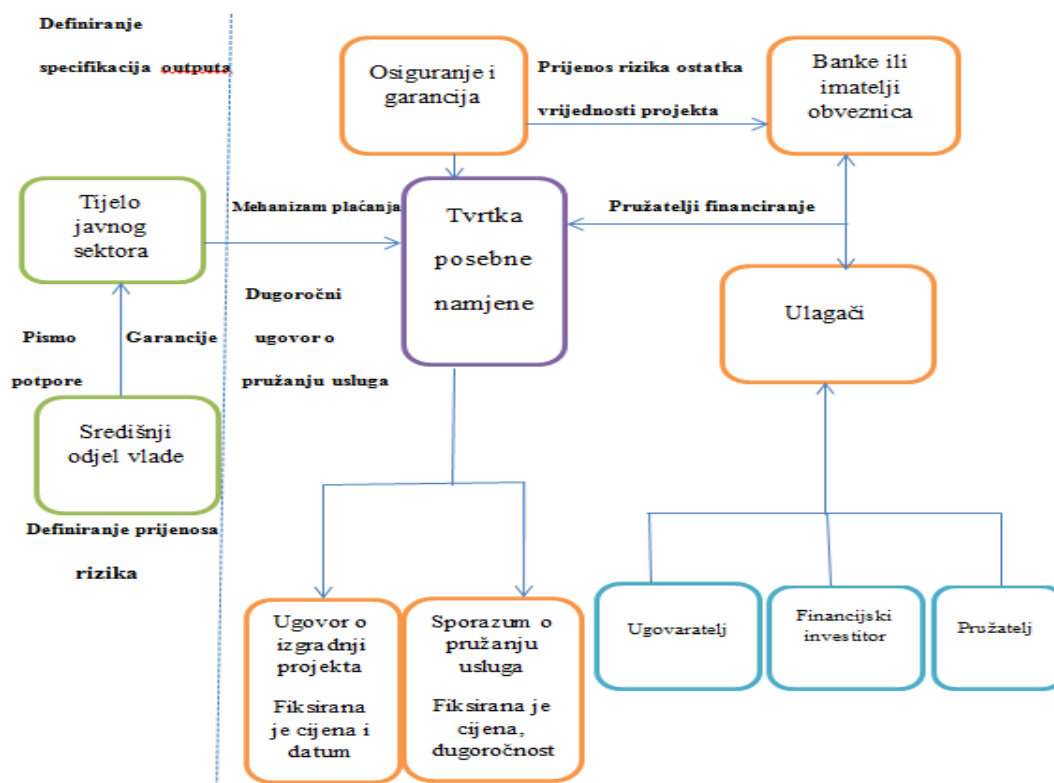 Definiranje
specifikacija outputa
Osiguranje i
garancija
Prijenos rizika ostatka
vrijednosti projekta
Banke ili
imatelji
obveznica
Tijelo
javnog
sektora
Mehanizam plaćanja
Tvrtka
posebne
namjene
Pružatelji financiranje
Dugoročni
ugovor o
pružanju usluga
Ulagači
Pismo
potpore
Garancije
Središnji
odjel vlade
Definiranje prijenosa
rizika
Ugovor o
izgradnji
projekta
Fiksirana
je cijena i
datum
Sporazum o
pružanju
usluga
Fiksirana je
cijena,
dugoročnost
Ugovaratelj
Financijski
investitor
Pružatelj